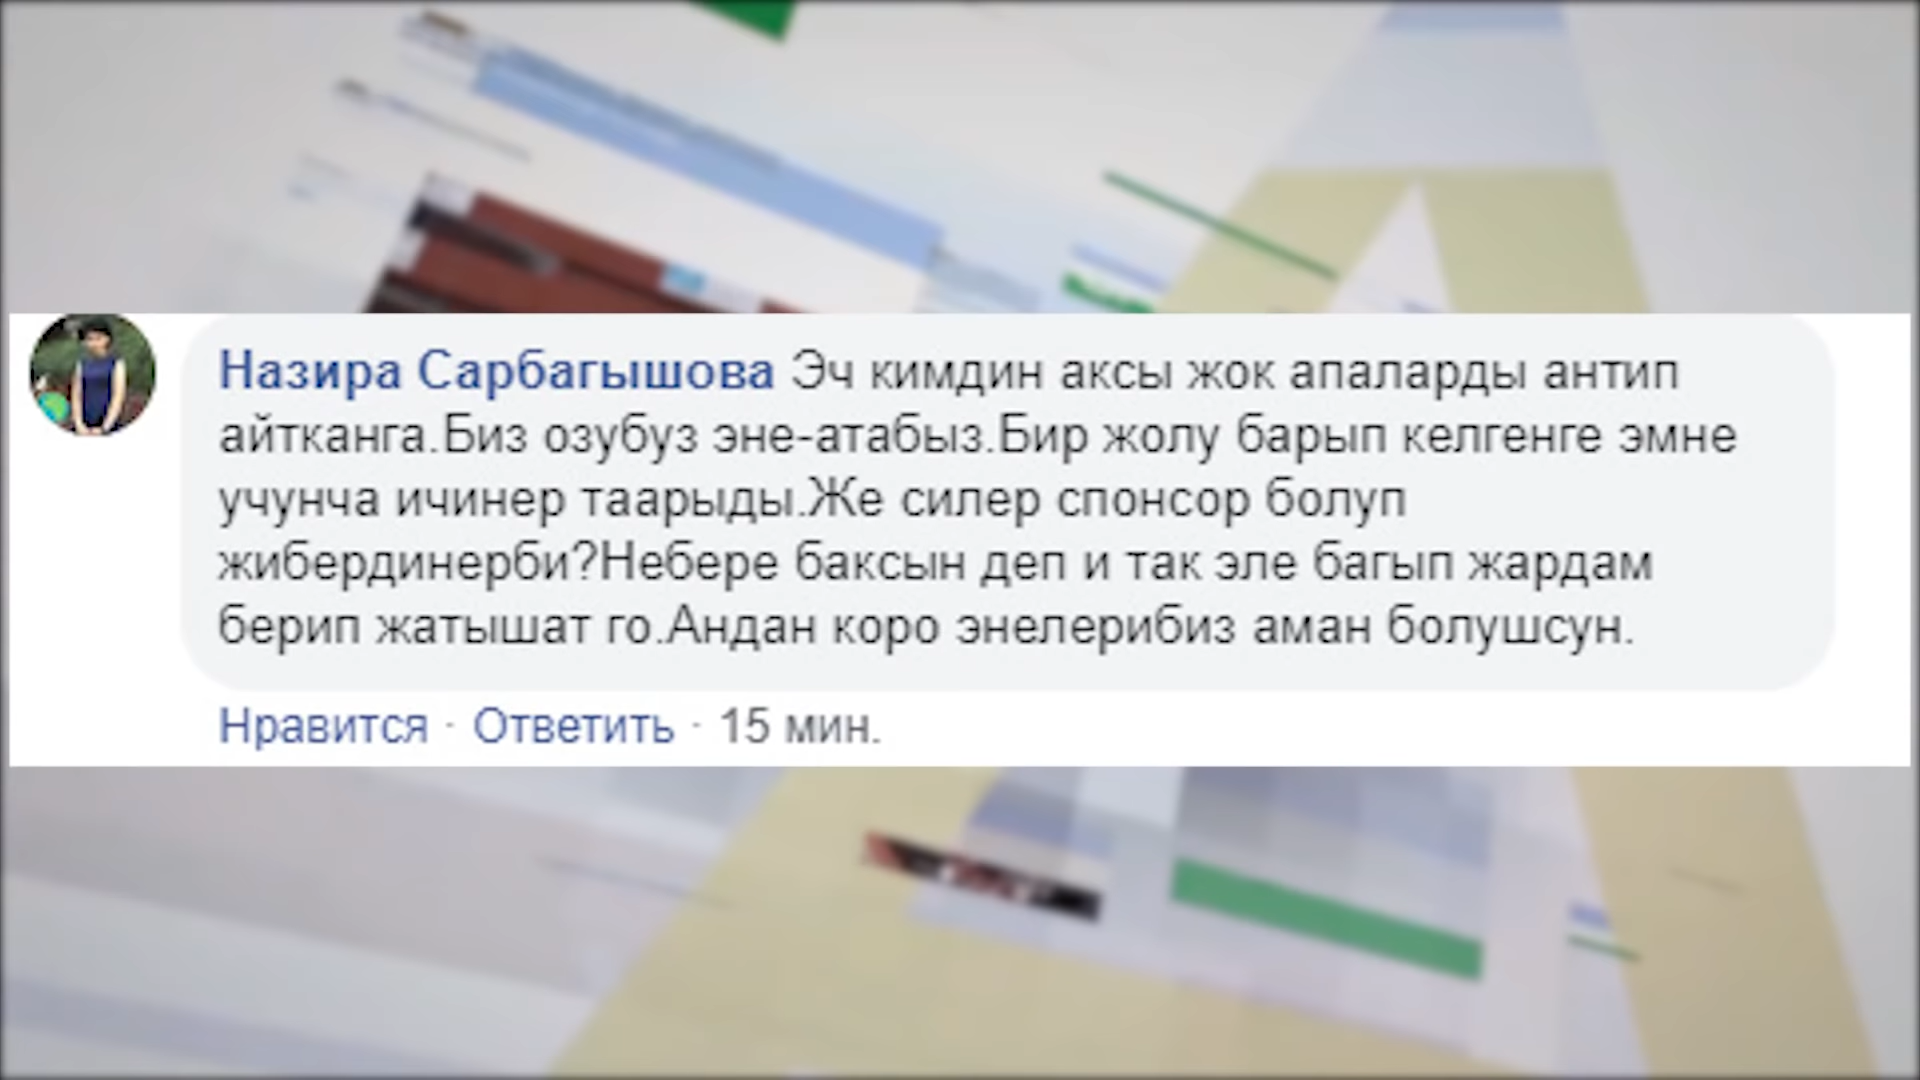 Назира Сарбагышова Эч кимдин аксы жок апаларды антип
айтканга.Биз озубуз эне-атабыз.Бир жолу барып келгенге эмне
учунча ичинер таарыды.Же силер спонсор болуп
жибердинерби?Небере баксын деп и так эле багып жардам
берип жатышат го.Андан коро энелерибиз аман болушсун.
Нравится · Ответить · 15 мин.